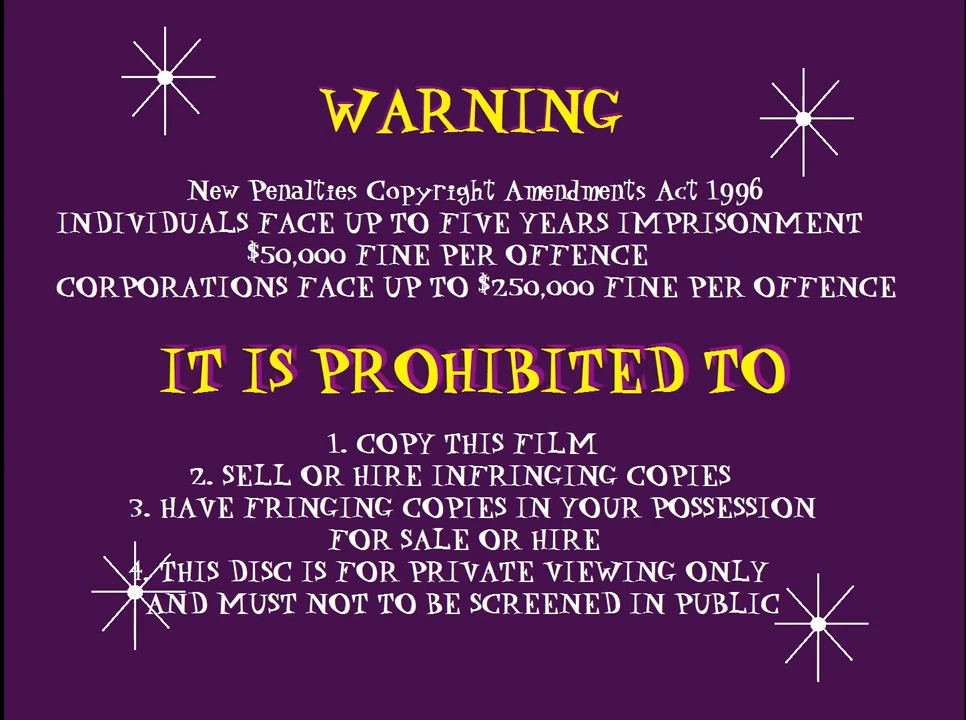 WARNING
New Penalties Copyright Amendments Act 1996
INDIVIDUALS FACE UP TO FIVE YEARS IMPRISONMENT
$50,000 FINE PER OFFENCE
CORPORATIONS FACE UP TO $250,000 FINE PER OFFENCE
IT IS PROHIBITED TO
1. COPY THIS FILM
2. SELL OR HIRE INFRINGING COPIES
3. HAVE FRINGING COPIES IN YOUR POSSESSION
FOR SALE OR HIRE
4. THIS DISC IS FOR PRIVATE VIEWING ONLY
AND MUST NOT TO BE SCREENED IN PUBLIC